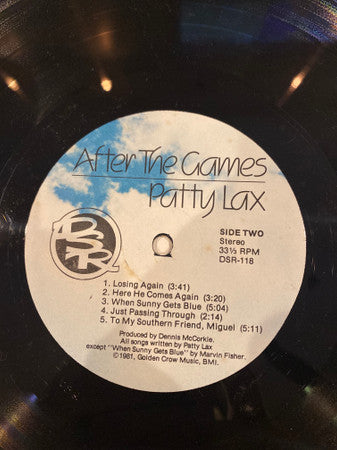 After The Games
Patty Lax
DSR
SIDE TWO
Stereo
33⅓ RPM
DSR-118
1. Losing Again (3:41)
2. Here He Comes Again (3:20)
3. When Sunny Gets Blue (5:04)
4. Just Passing Through (2:14)
5. To My Southern Friend, Miguel (5:11)
Produced by Dennis McCorkle.
All songs written by Patty Lax
except "When Sunny Gets Blue" by Marvin Fisher.
©1981, Golden Crow Music, BMI.